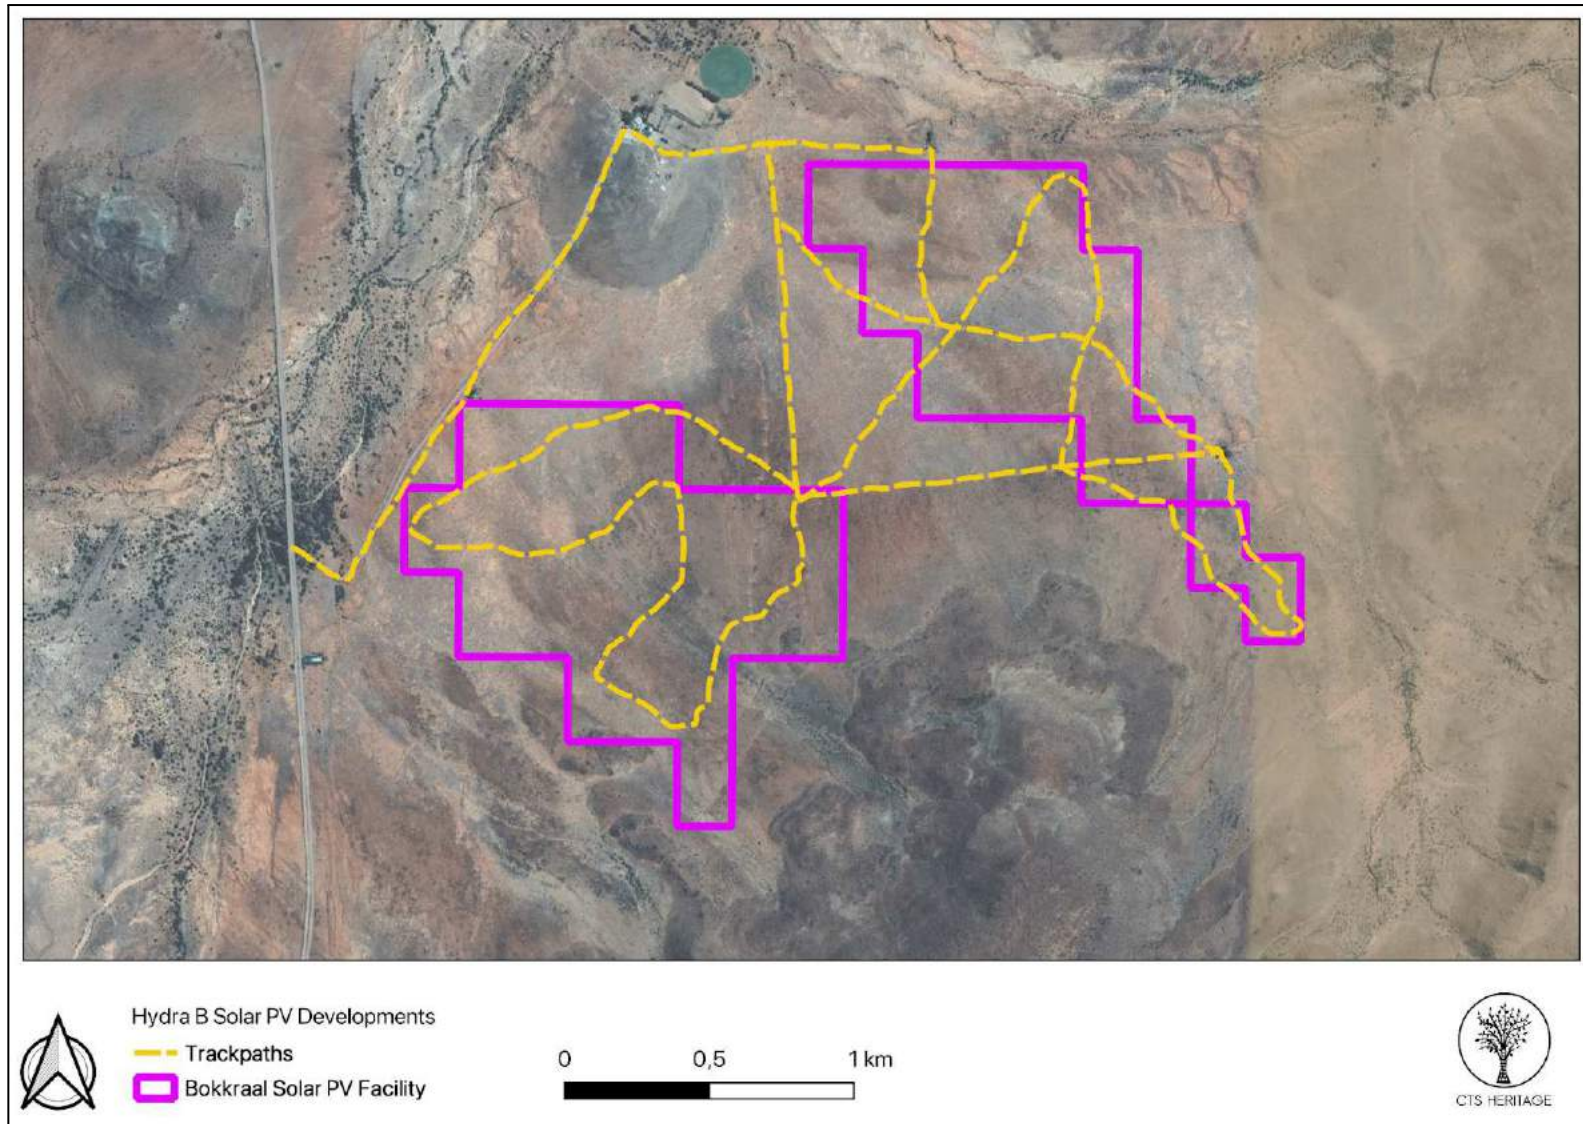 Hydra B Solar PV Developments
Trackpaths
Bokkraal Solar PV Facility
0 0,5 1 km
CTS HERITAGE